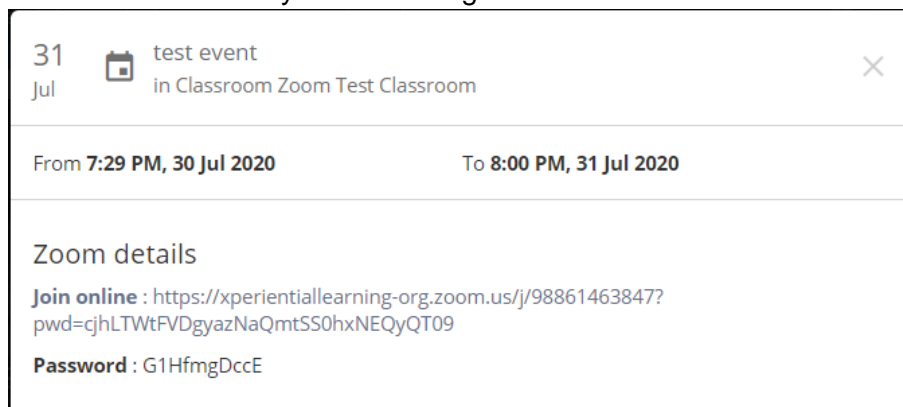 31 test event
Jul in Classroom Zoom Test Classroom
From 7:29 PM, 30 Jul 2020 To 8:00 PM, 31 Jul 2020
Zoom details
Join online : https://xperientiallearning-org.zoom.us/j/98861463847?
pwd=cjhLTWtFVDgyazNaQmtSS0hxNEQyQT09
Password : G1HfmgDccE